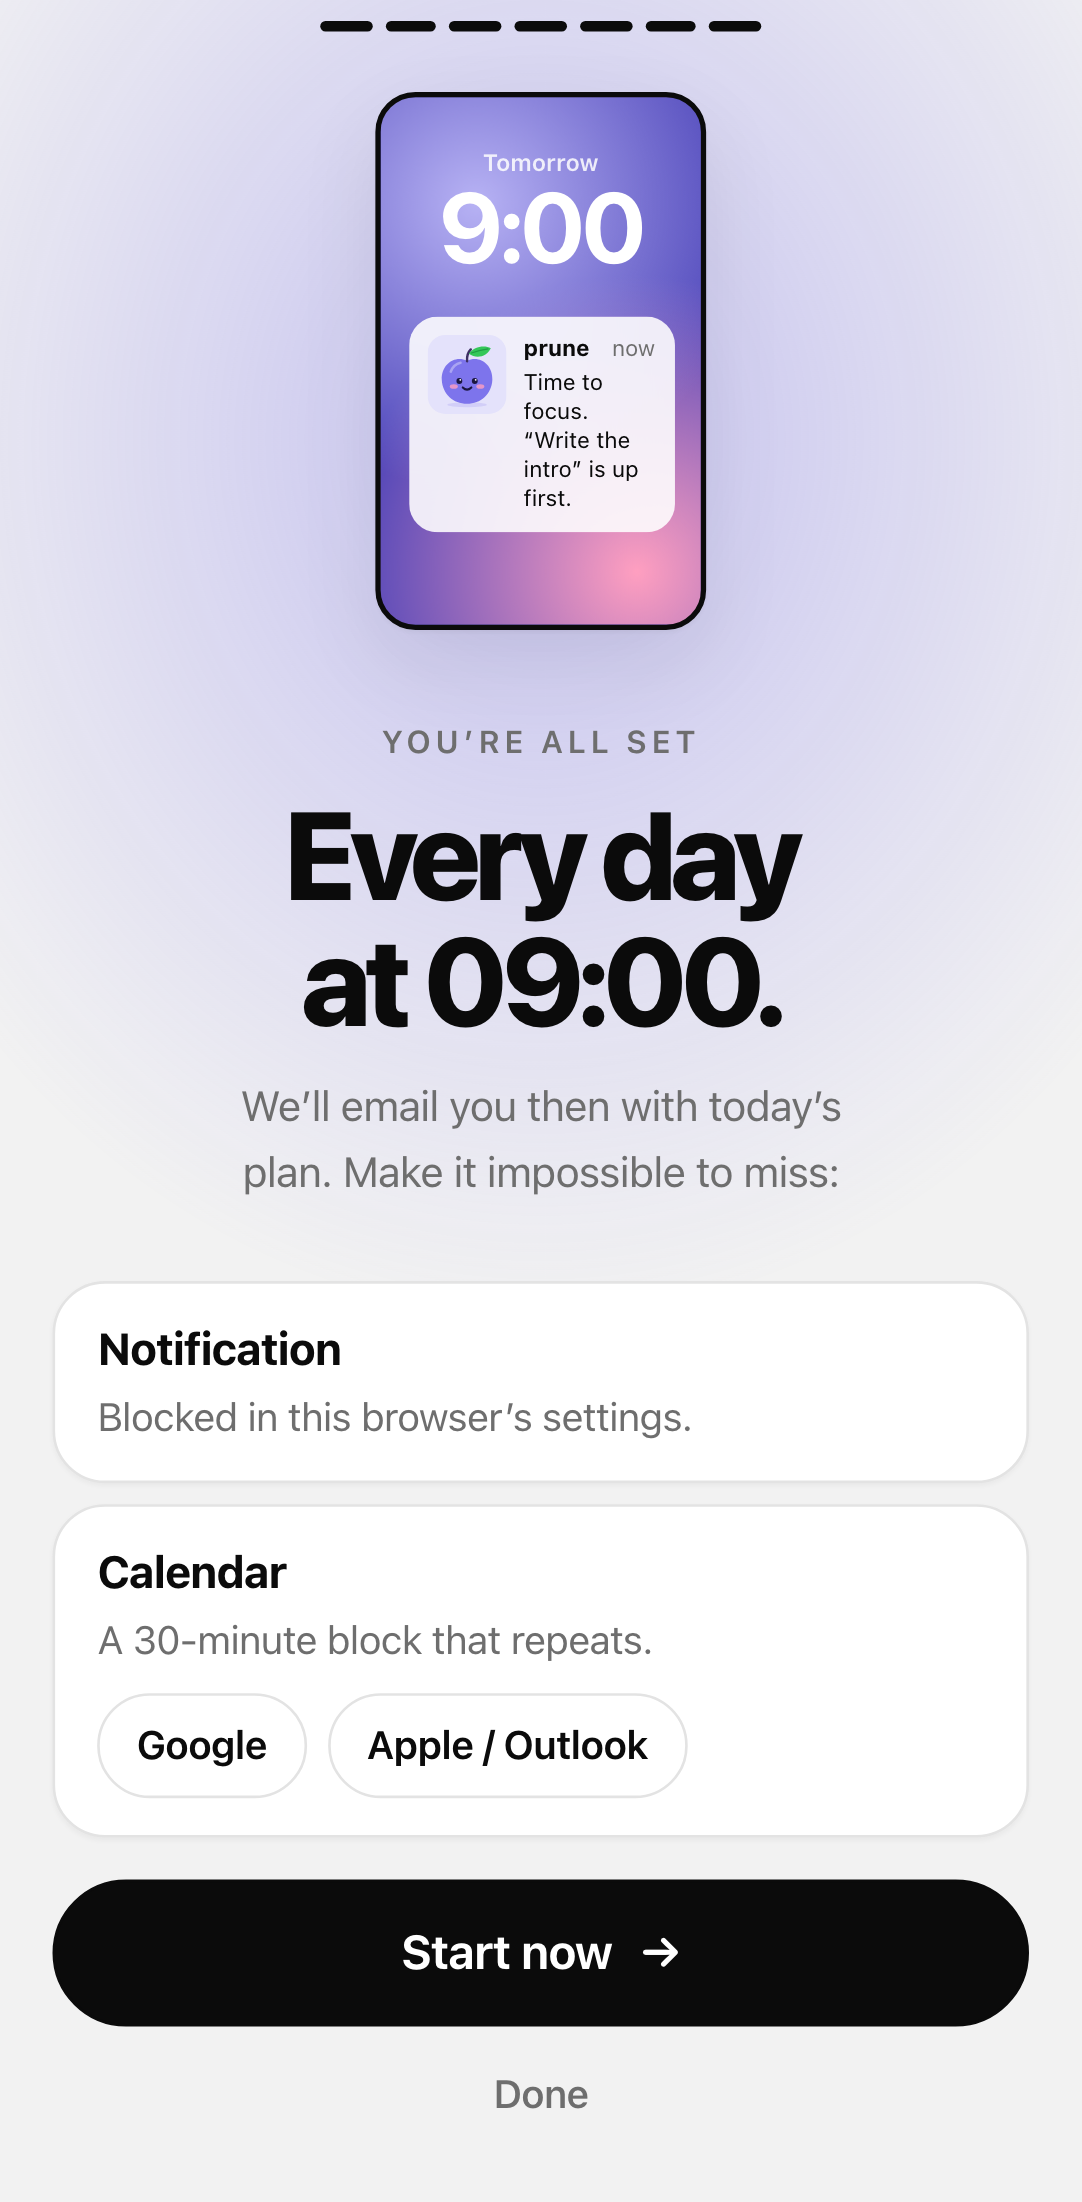 Tomorrow
9:00
prune now
Time to
focus.
“Write the
intro” is up
first.
YOU’RE ALL SET
Every day
at 09:00.
We’ll email you then with today’s
plan. Make it impossible to miss:
Notification
Blocked in this browser’s settings.
Calendar
A 30-minute block that repeats.
Google Apple / Outlook
Start now →
Done